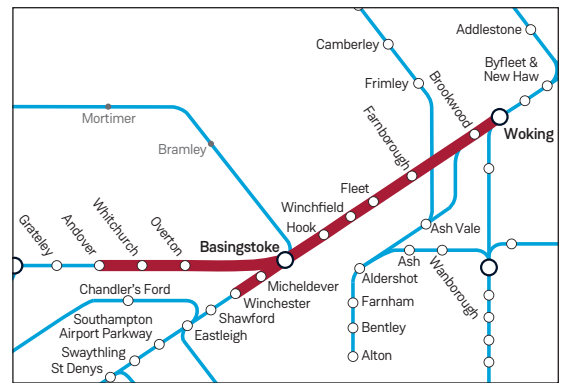 Addlestone
Camberley
Byfleet &
New Haw
Frimley
Brookwood
Mortimer
Woking
Bramley
Farnborough
Fleet
Winchfield
Hook
Ash Vale
Grateley
Andover
Whitchurch
Overton
Basingstoke
Ash
Wanborough
Aldershot
Micheldever
Chandler's Ford
Winchester
Farnham
Shawford
Southampton
Airport Parkway
Eastleigh
Bentley
Swaythling
Alton
St Denys